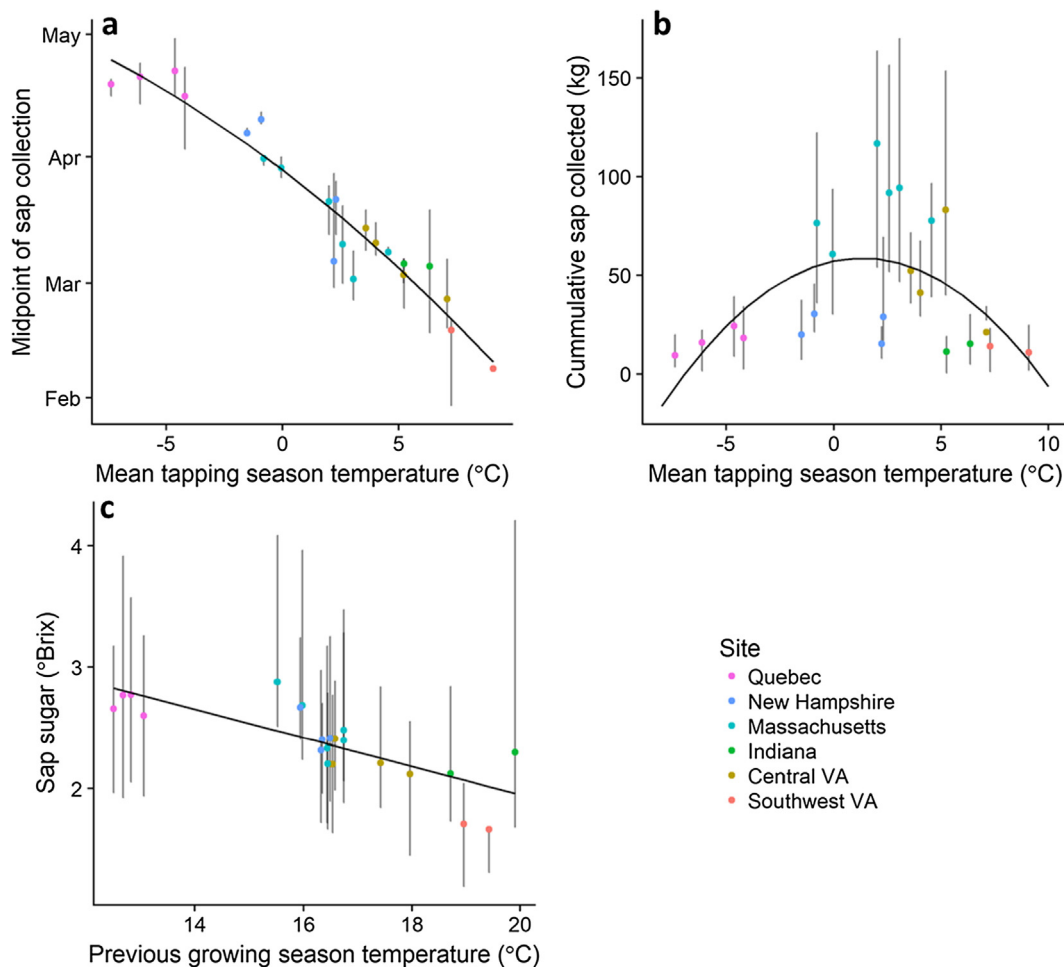 a
May
Apr
Mar
Feb
Midpoint of sap collection
-5 0 5
Mean tapping season temperature (°C)
b
150
100
50
0
Cummulative sap collected (kg)
-5 0 5 10
Mean tapping season temperature (°C)
c
4
3
2
Sap sugar (°Brix)
14 16 18 20
Previous growing season temperature (°C)
Site
Quebec
New Hampshire
Massachusetts
Indiana
Central VA
Southwest VA